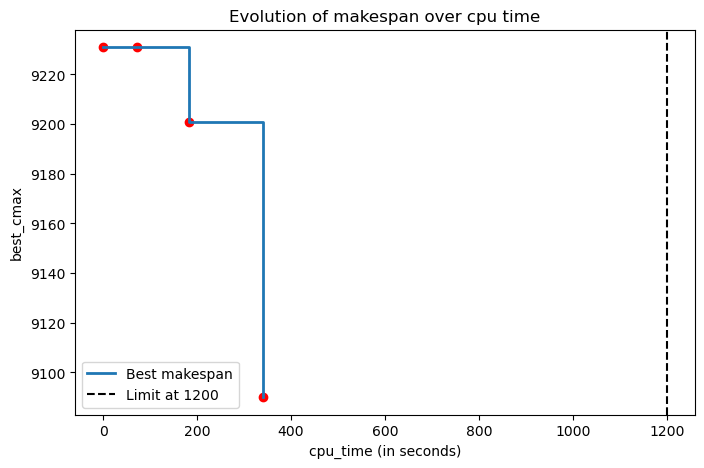 Evolution of makespan over cpu time
best_cmax
9220
9200
9180
9160
9140
9120
9100
Best makespan
Limit at 1200
0 200 400 600 800 1000 1200
cpu_time (in seconds)